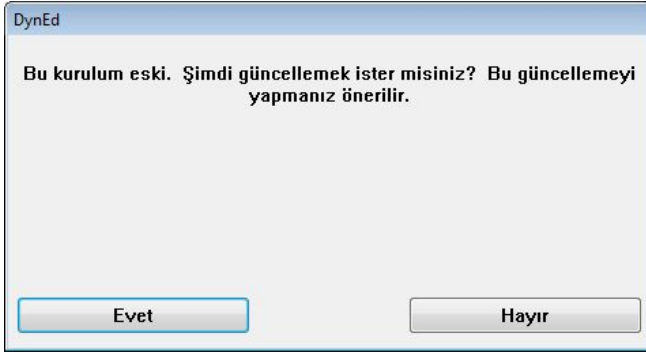 DynEd
Bu kurulum eski.  Şimdi güncellemek ister misiniz?  Bu güncellemeyi
yapmanız önerilir.
Evet
Hayır